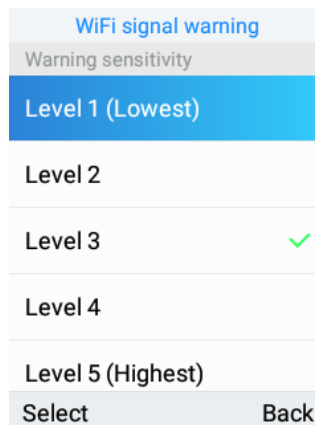 WiFi signal warning
Warning sensitivity
Level 1 (Lowest)
Level 2
Level 3
Level 4
Level 5 (Highest)
Select Back